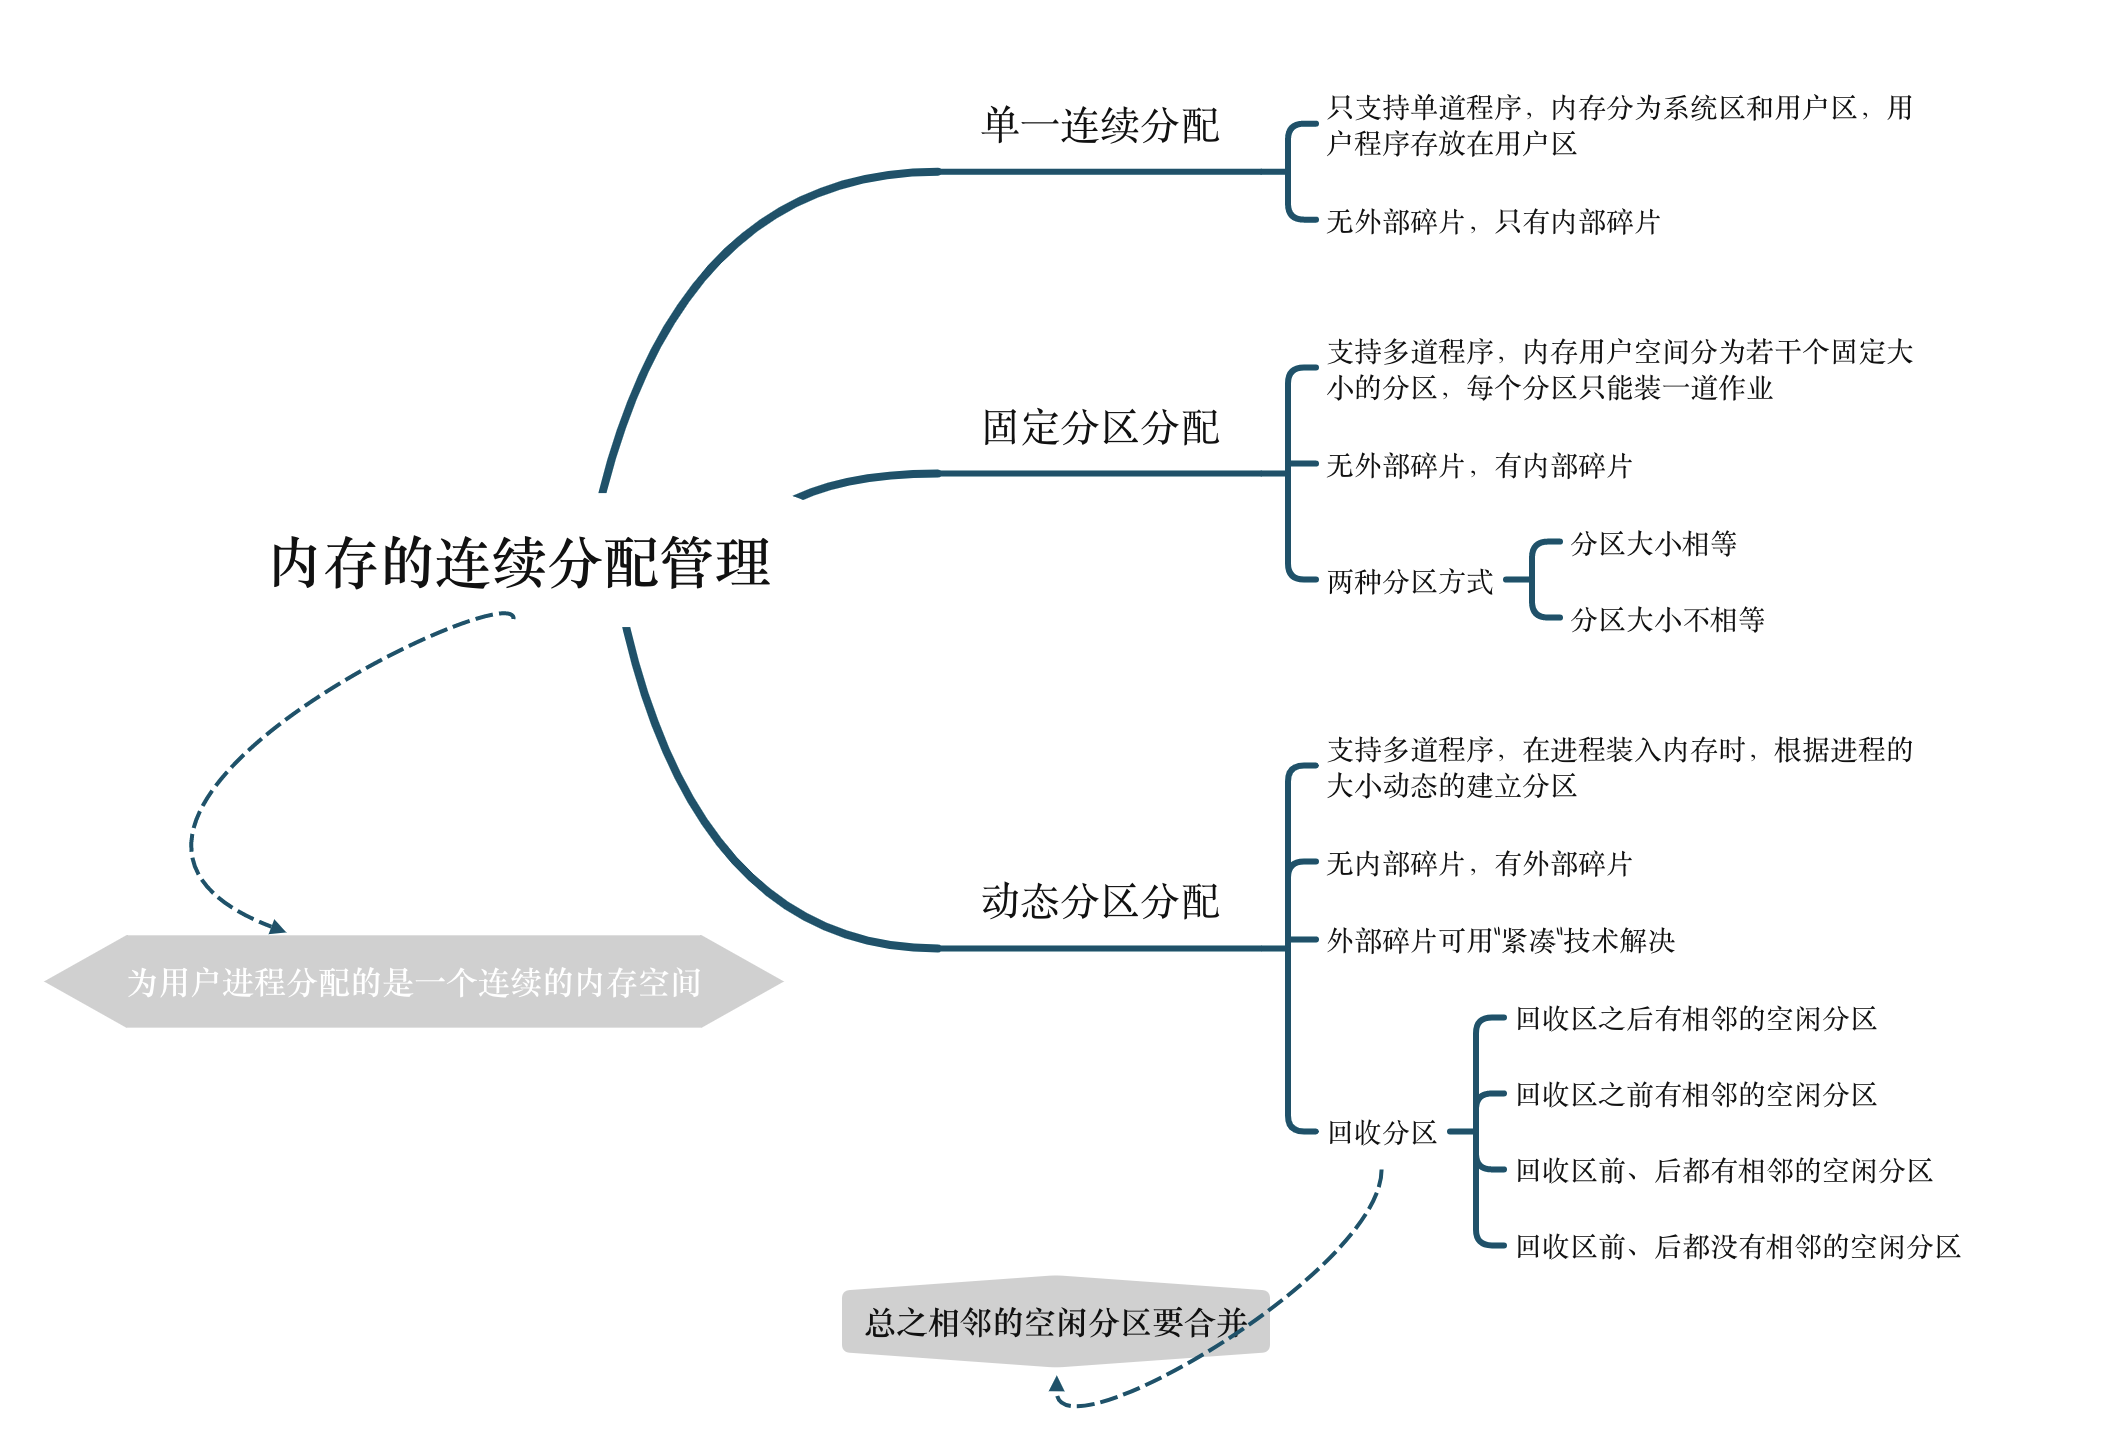 内存的连续分配管理
为用户进程分配的是一个连续的内存空间
单一连续分配
只支持单道程序，内存分为系统区和用户区，用
户程序存放在用户区
无外部碎片，只有内部碎片
固定分区分配
支持多道程序，内存用户空间分为若干个固定大
小的分区，每个分区只能装一道作业
无外部碎片，有内部碎片
两种分区方式
分区大小相等
分区大小不相等
动态分区分配
支持多道程序，在进程装入内存时，根据进程的
大小动态的建立分区
无内部碎片，有外部碎片
外部碎片可用“紧凑”技术解决
回收分区
回收区之后有相邻的空闲分区
回收区之前有相邻的空闲分区
回收区前、后都有相邻的空闲分区
回收区前、后都没有相邻的空闲分区
总之相邻的空闲分区要合并